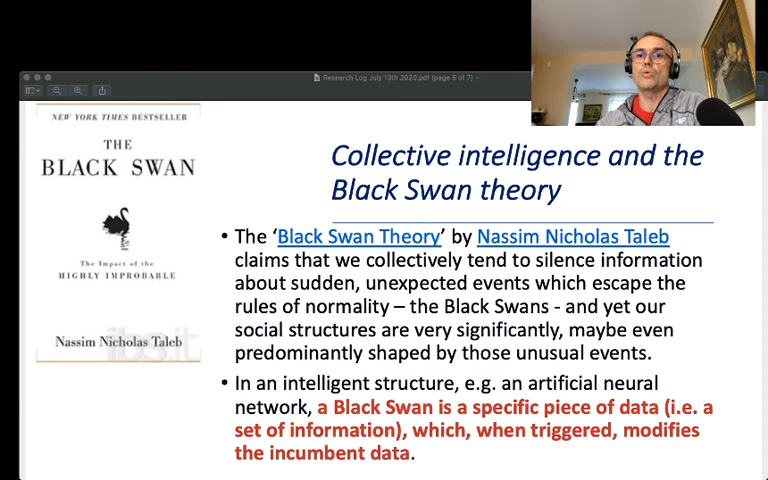 Research Log July 13th 2020.pdf (page 5 of 7)
NEW YORK TIMES BESTSELLER
THE
BLACK SWAN
The Impact of the
HIGHLY IMPROBABLE
Nassim Nicholas Taleb
ibs.it
Collective intelligence and the
Black Swan theory
• The ‘Black Swan Theory’ by Nassim Nicholas Taleb
claims that we collectively tend to silence information
about sudden, unexpected events which escape the
rules of normality – the Black Swans - and yet our
social structures are very significantly, maybe even
predominantly shaped by those unusual events.
• In an intelligent structure, e.g. an artificial neural
network, a Black Swan is a specific piece of data (i.e. a
set of information), which, when triggered, modifies
the incumbent data.